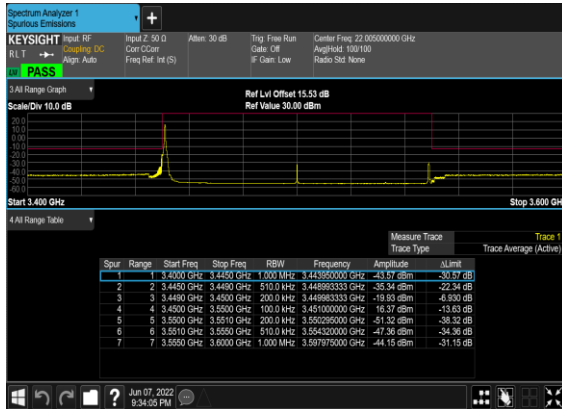 Spectrum Analyzer 1
Spurious Emissions
KEYSIGHT Input: RF Input Z: 50 Ω Atten: 30 dB Trig: Free Run Center Freq: 22.005000000 GHz
RLT Coupling: DC Corr CCorr Gate: Off Avg|Hold: 100/100
Align: Auto Freq Ref: Int (S) IF Gain: Low Radio Std: None
PASS
3 All Range Graph
Ref Lvl Offset 15.53 dB
Scale/Div 10.0 dB Ref Value 30.00 dBm
20.0
10.0
0.00
-10.0
-20.0
-30.0
-40.0
-50.0
-60.0
Start 3.400 GHz Stop 3.600 GHz
4 All Range Table
Measure Trace Trace 1
Trace Type Trace Average (Active)
Spur Range Start Freq Stop Freq RBW Frequency Amplitude ΔLimit
1 1 3.4000 GHz 3.4450 GHz 1.000 MHz 3.443950000 GHz -43.57 dBm -30.57 dB
2 2 3.4450 GHz 3.4490 GHz 510.0 kHz 3.448993333 GHz -35.34 dBm -22.34 dB
3 3 3.4490 GHz 3.4500 GHz 200.0 kHz 3.449983333 GHz -19.93 dBm -6.930 dB
4 4 3.4500 GHz 3.5500 GHz 100.0 kHz 3.451000000 GHz 16.37 dBm -13.63 dB
5 5 3.5500 GHz 3.5510 GHz 200.0 kHz 3.550295000 GHz -51.32 dBm -38.32 dB
6 6 3.5510 GHz 3.5550 GHz 510.0 kHz 3.554320000 GHz -47.36 dBm -34.36 dB
7 7 3.5550 GHz 3.6000 GHz 1.000 MHz 3.597975000 GHz -44.15 dBm -31.15 dB
Jun 07, 2022
9:34:05 PM